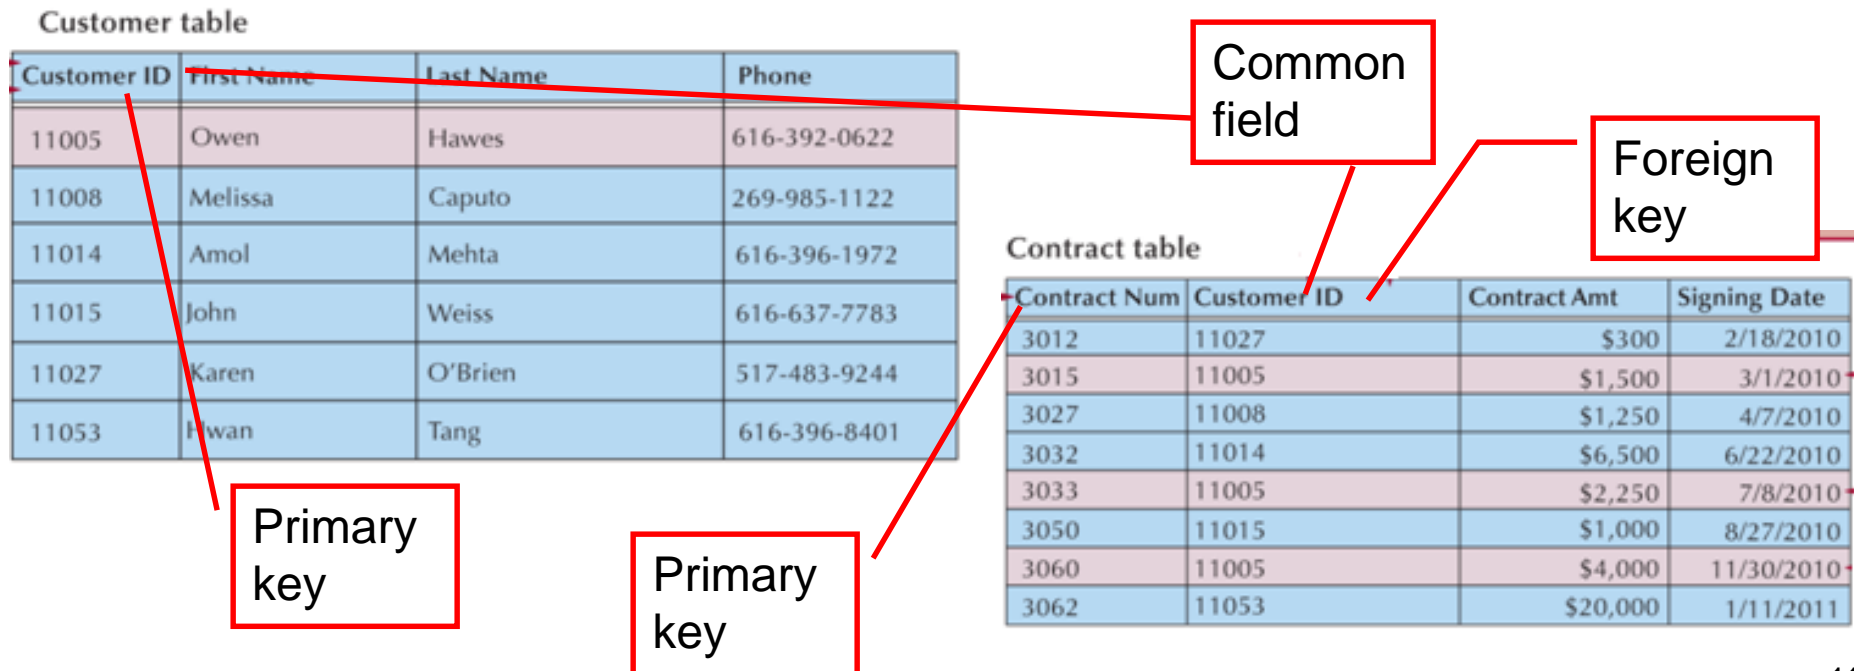 Customer table
Customer ID First Name Last Name Phone
11005 Owen Hawes 616-392-0622
11008 Melissa Caputo 269-985-1122
11014 Amol Mehta 616-396-1972
11015 John Weiss 616-637-7783
11027 Karen O'Brien 517-483-9244
11053 Hwan Tang 616-396-8401
Primary
key
Primary
key
Common
field
Foreign
key
Contract table
Contract Num Customer ID Contract Amt Signing Date
3012 11027 $300 2/18/2010
3015 11005 $1,500 3/1/2010
3027 11008 $1,250 4/7/2010
3032 11014 $6,500 6/22/2010
3033 11005 $2,250 7/8/2010
3050 11015 $1,000 8/27/2010
3060 11005 $4,000 11/30/2010
3062 11053 $20,000 1/11/2011